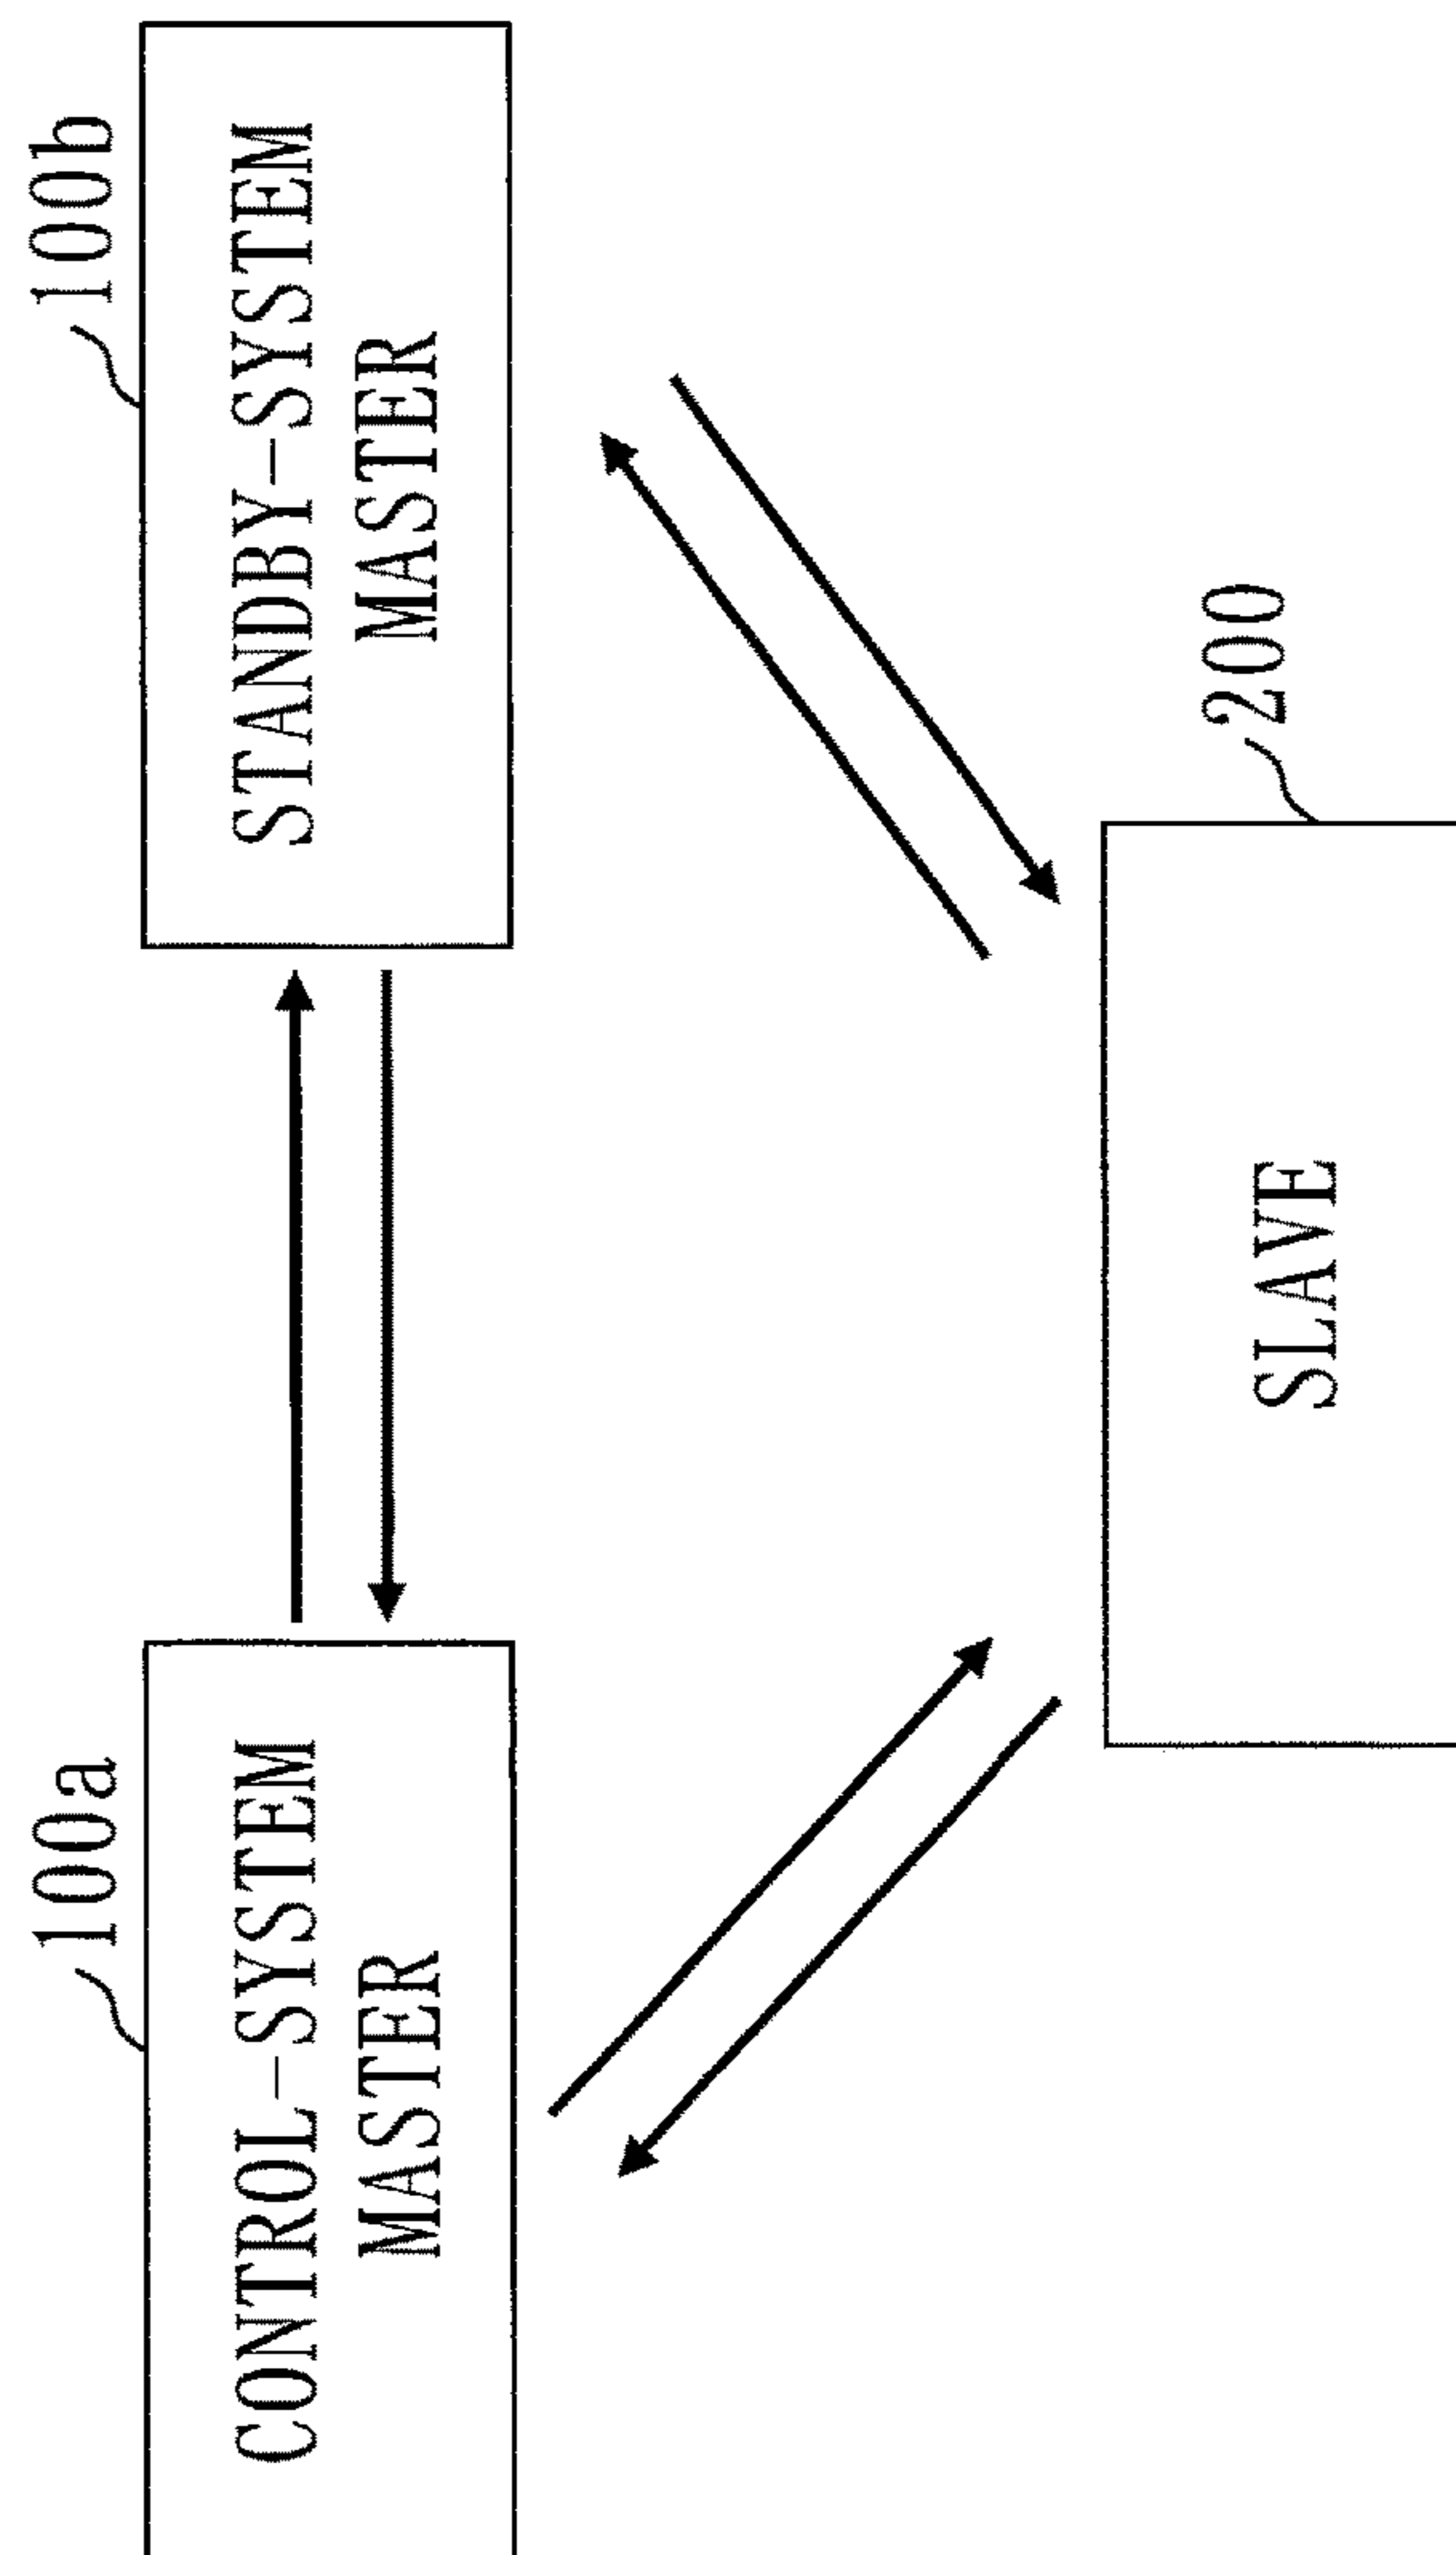 100a
CONTROL-SYSTEM
MASTER
100b
STANDBY-SYSTEM
MASTER
200
SLAVE